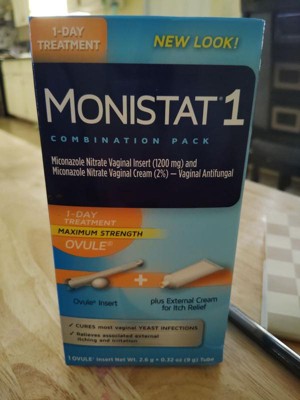 1-DAY
TREATMENT
NEW LOOK!
MONISTAT® 1
COMBINATION PACK
Miconazole Nitrate Vaginal Insert (1200 mg) and
Miconazole Nitrate Vaginal Cream (2%) — Vaginal Antifungal
1-DAY
TREATMENT
MAXIMUM STRENGTH
OVULE®
+
Ovule® Insert
plus External Cream
for Itch Relief
✓ CURES most vaginal YEAST INFECTIONS
✓ Relieves associated external
itching and irritation
1 OVULE® Insert Net Wt. 2.6 g + 0.32 oz (9 g) Tube